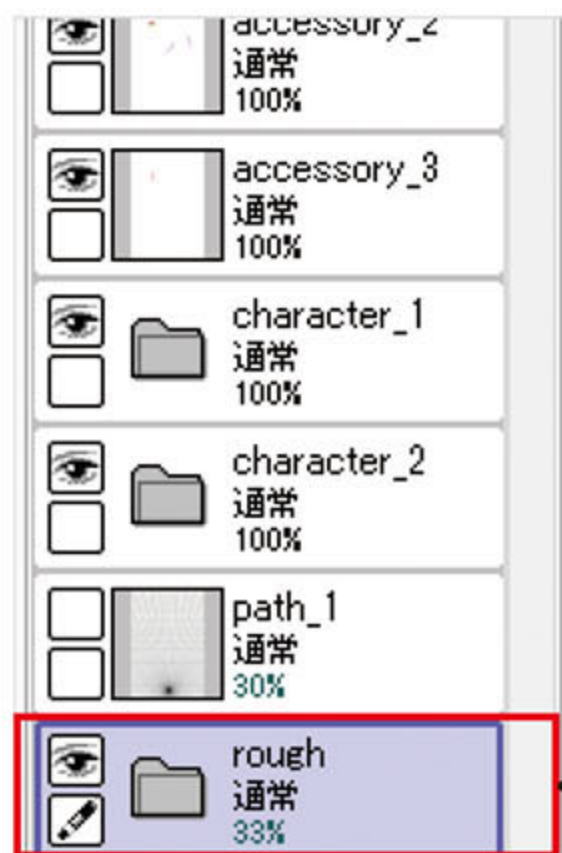 accessory_2
通常
100%
accessory_3
通常
100%
character_1
通常
100%
character_2
通常
100%
path_1
通常
30%
rough
通常
33%